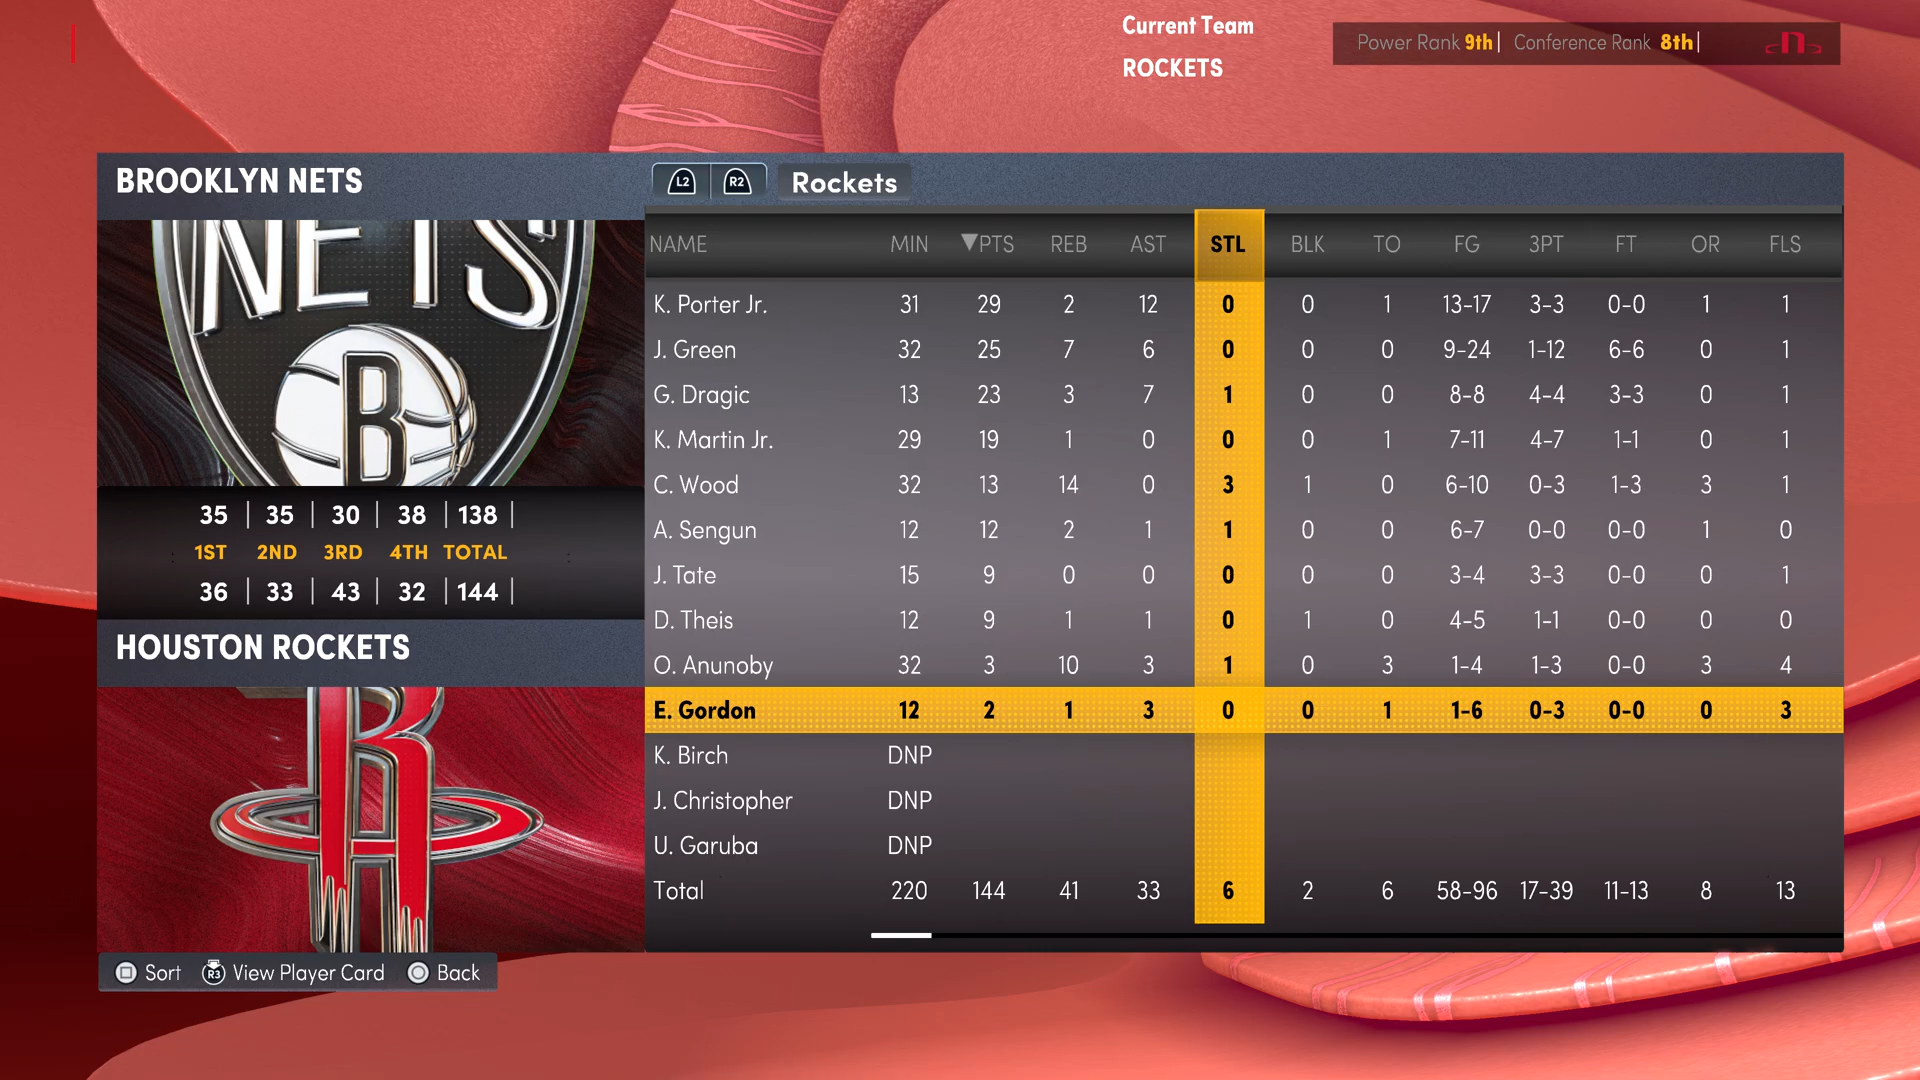 Current Team
ROCKETS
Power Rank 9th| Conference Rank 8th|
BROOKLYN NETS
NETS
B
35 | 35 | 30 | 38 | 138 |
1ST 2ND 3RD 4TH TOTAL
36 | 33 | 43 | 32 | 144 |
HOUSTON ROCKETS
R
L2 R2 Rockets
NAME MIN ▼PTS REB AST STL BLK TO FG 3PT FT OR FLS
K. Porter Jr. 31 29 2 12 0 0 1 13-17 3-3 0-0 1 1
J. Green 32 25 7 6 0 0 0 9-24 1-12 6-6 0 1
G. Dragic 13 23 3 7 1 0 0 8-8 4-4 3-3 0 1
K. Martin Jr. 29 19 1 0 0 0 1 7-11 4-7 1-1 0 1
C. Wood 32 13 14 0 3 1 0 6-10 0-3 1-3 3 1
A. Sengun 12 12 2 1 1 0 0 6-7 0-0 0-0 1 0
J. Tate 15 9 0 0 0 0 0 3-4 3-3 0-0 0 1
D. Theis 12 9 1 1 0 1 0 4-5 1-1 0-0 0 0
O. Anunoby 32 3 10 3 1 0 3 1-4 1-3 0-0 3 4
E. Gordon 12 2 1 3 0 0 1 1-6 0-3 0-0 0 3
K. Birch DNP
J. Christopher DNP
U. Garuba DNP
Total 220 144 41 33 6 2 6 58-96 17-39 11-13 8 13
Sort R3 View Player Card Back